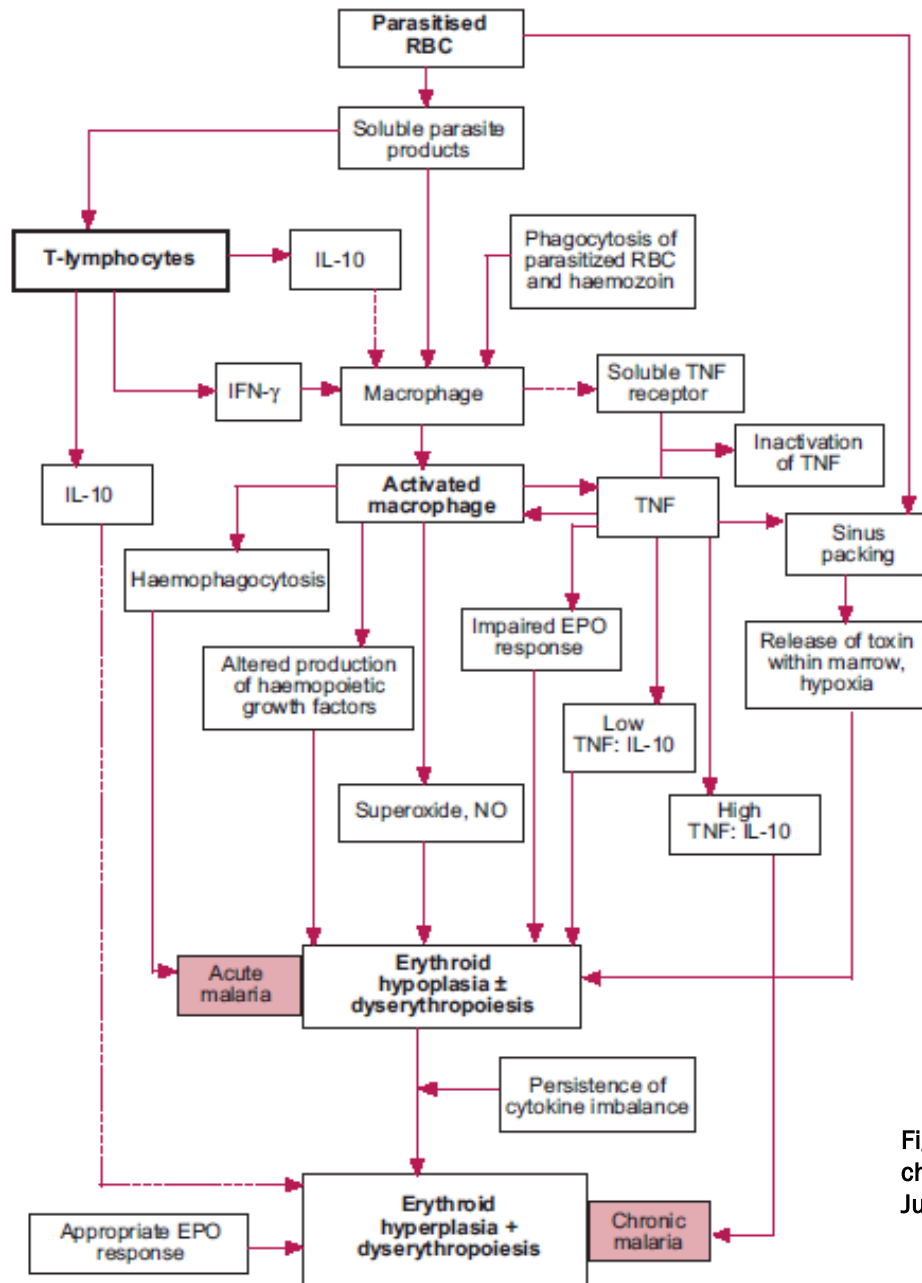 Parasitised
RBC
Soluble parasite
products
T-lymphocytes
IL-10
Phagocytosis of
parasitized RBC
and haemozoin
IFN-γ
Macrophage
Soluble TNF
receptor
Inactivation
of TNF
IL-10
Activated
macrophage
TNF
Sinus
packing
Haemophagocytosis
Impaired EPO
response
Release of toxin
within marrow,
hypoxia
Altered production
of haemopoietic
growth factors
Low
TNF: IL-10
Superoxide, NO
High
TNF: IL-10
Acute
malaria
Erythroid
hypoplasia ±
dyserythropoiesis
Persistence of
cytokine imbalance
Fi
ch
Ju
Appropriate EPO
response
Erythroid
hyperplasia +
dyserythropoiesis
Chronic
malaria